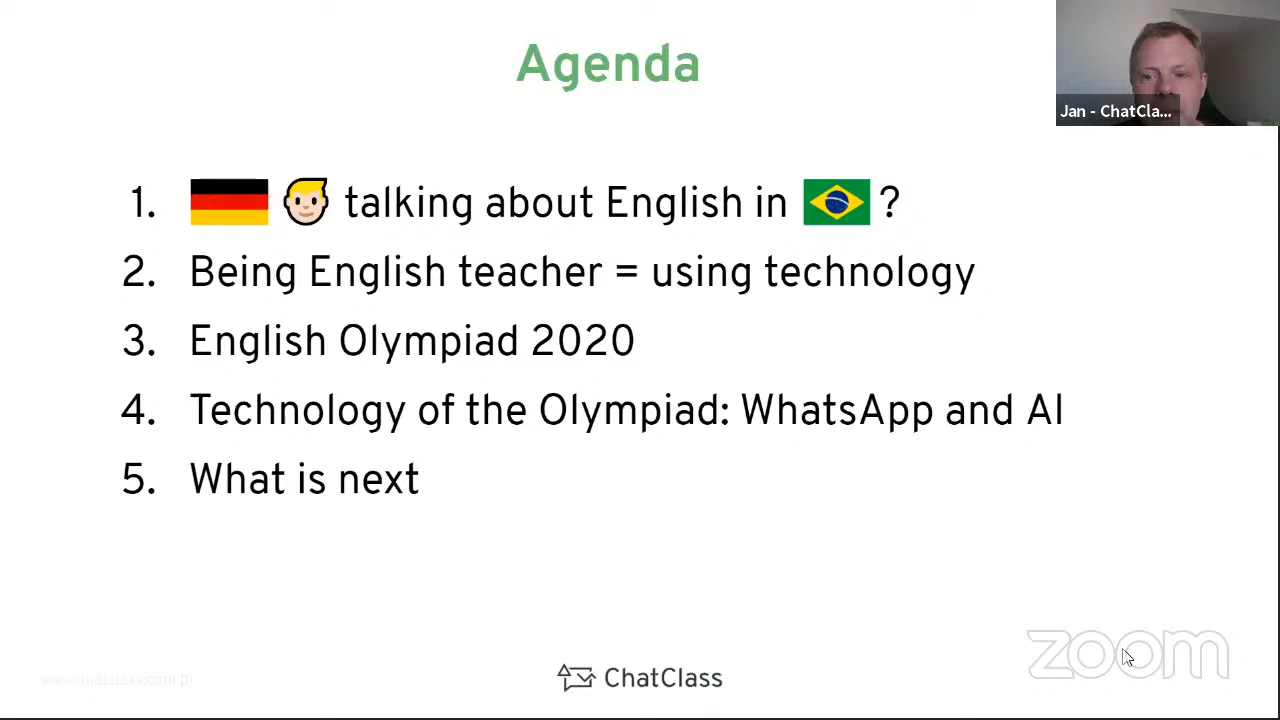 Agenda
Jan - ChatCla...
1. talking about English in ?
2. Being English teacher = using technology
3. English Olympiad 2020
4. Technology of the Olympiad: WhatsApp and AI
5. What is next
zoom
ChatClass